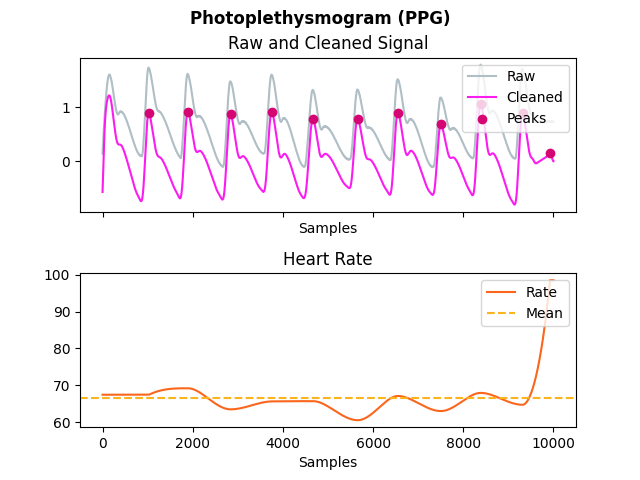 Photoplethysmogram (PPG)
Raw and Cleaned Signal
Raw
Cleaned
Peaks
1
0
Samples
Heart Rate
Rate
Mean
100
90
80
70
60
0
2000
4000
6000
8000
10000
Samples